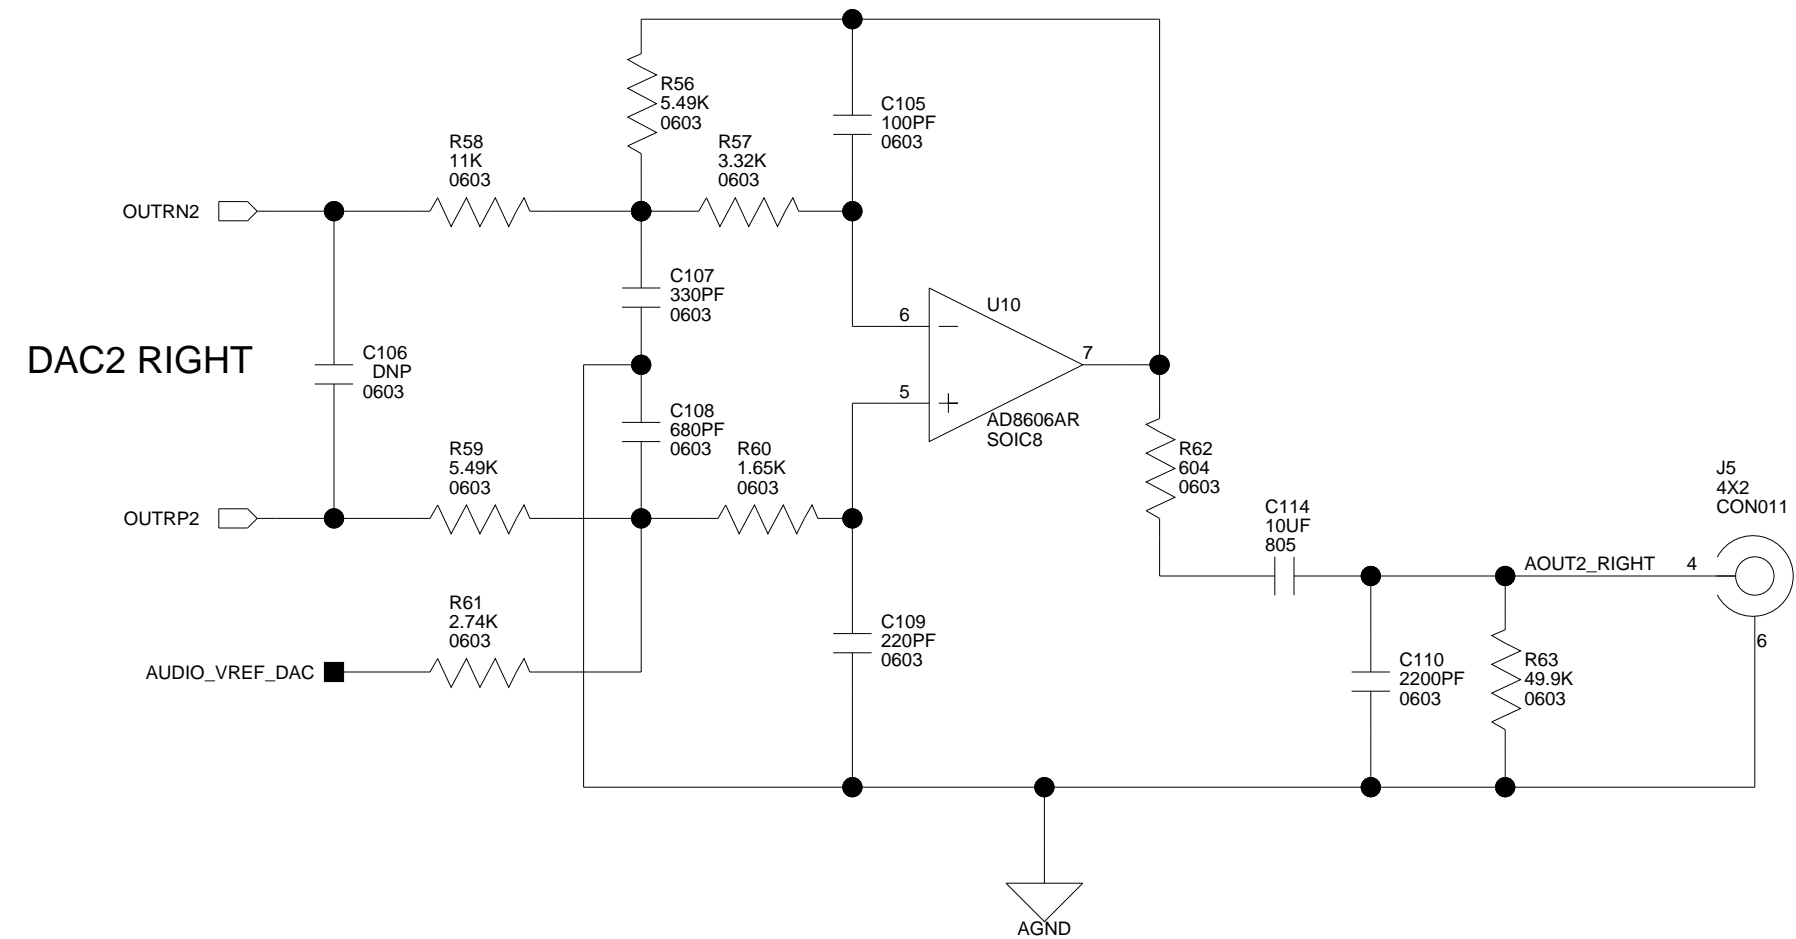 R56
5.49K
0603
C105
100PF
0603
R58
11K
0603
R57
3.32K
0603
OUTRN2
C107
330PF
0603
6
U10
DAC2 RIGHT
C106
DNP
0603
7
5
AD8606AR
SOIC8
C108
680PF
0603
R59
5.49K
0603
R60
1.65K
0603
R62
604
0603
J5
4X2
CON011
OUTRP2
C114
10UF
805
AOUT2_RIGHT
4
R61
2.74K
0603
C109
220PF
0603
6
AUDIO_VREF_DAC
C110
2200PF
0603
R63
49.9K
0603
AGND